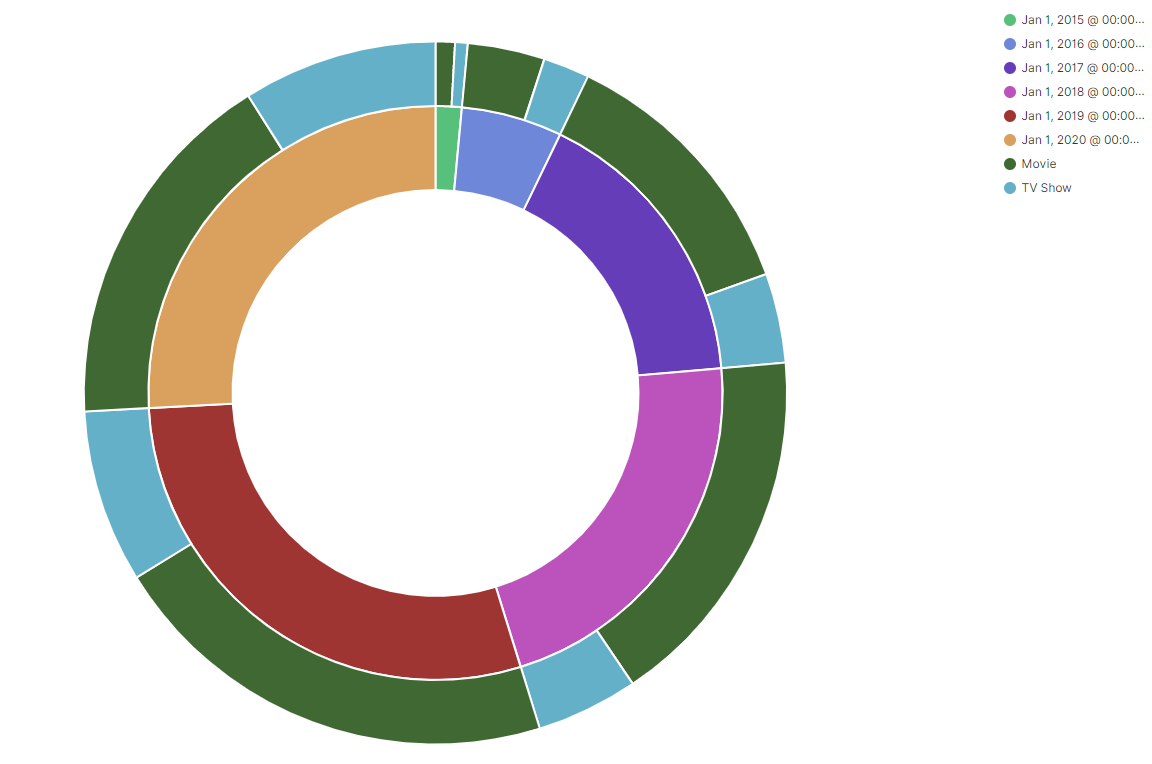 Jan 1, 2015 @ 00:00...
Jan 1, 2016 @ 00:00...
Jan 1, 2017 @ 00:00...
Jan 1, 2018 @ 00:00...
Jan 1, 2019 @ 00:00...
Jan 1, 2020 @ 00:0...
Movie
TV Show